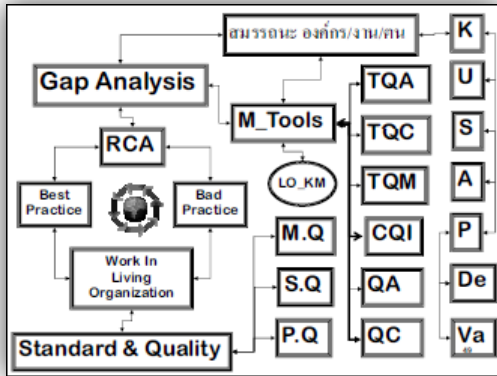 สมรรถนะ องค์กร/งาน/ตน
K
Gap Analysis
TQA
U
M_Tools
RCA
TQC
S
LO_KM
TQM
A
Best
Practice
Bad
Practice
M.Q
CQI
P
Work In
Living
Organization
S.Q
QA
De
Standard & Quality
P.Q
QC
Va
49